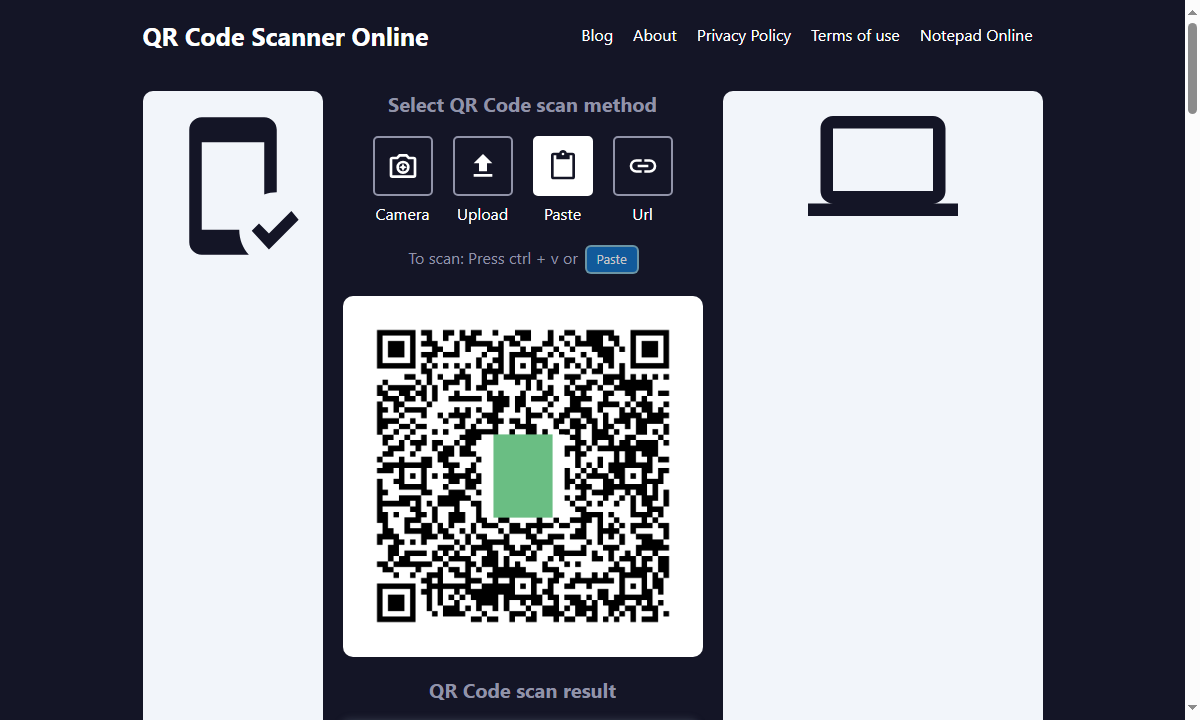 QR Code Scanner Online
Blog About Privacy Policy Terms of use Notepad Online
Select QR Code scan method
Camera Upload Paste Url
To scan: Press ctrl + v or Paste
QR Code scan result